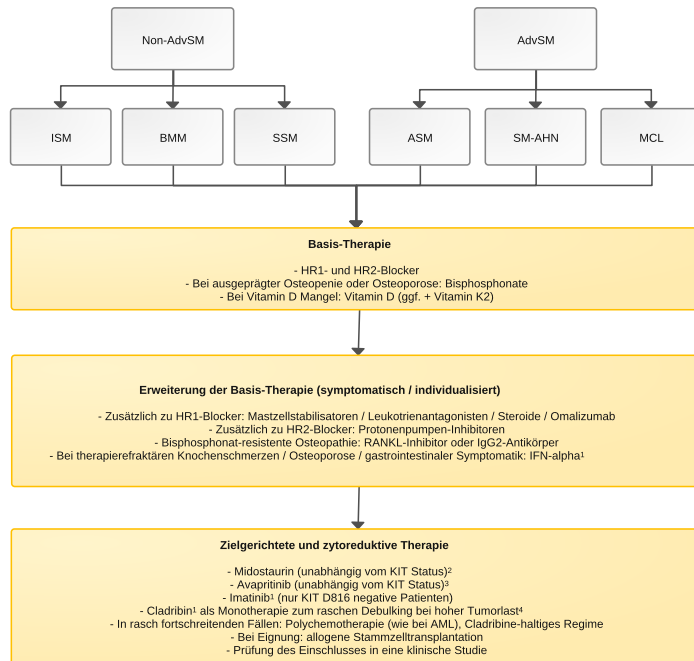 Non-AdvSM
AdvSM
ISM
BMM
SSM
ASM
SM-AHN
MCL
Basis-Therapie
- HR1- und HR2-Blocker
- Bei ausgeprägter Osteopenie oder Osteoporose: Bisphosphonate
- Bei Vitamin D Mangel: Vitamin D (ggf. + Vitamin K2)
Erweiterung der Basis-Therapie (symptomatisch / individualisiert)
- Zusätzlich zu HR1-Blocker: Mastzellstabilisatoren / Leukotrienantagonisten / Steroide / Omalizumab
- Zusätzlich zu HR2-Blocker: Protonenpumpen-Inhibitoren
- Bisphosphonat-resistente Osteopathie: RANKL-Inhibitor oder IgG2-Antikörper
- Bei therapierefraktären Knochenschmerzen / Osteoporose / gastrointestinaler Symptomatik: IFN-alpha¹
Zielgerichtete und zytoreduktive Therapie
- Midostaurin (unabhängig vom KIT Status)²
- Avapritinib (unabhängig vom KIT Status)³
- Imatinib¹ (nur KIT D816 negative Patienten)
- Cladribin¹ als Monotherapie zum raschen Debulking bei hoher Tumorlast⁴
- In rasch fortschreitenden Fällen: Polychemotherapie (wie bei AML), Cladribine-haltiges Regime
- Bei Eignung: allogene Stammzelltransplantation
- Prüfung des Einschlusses in eine klinische Studie